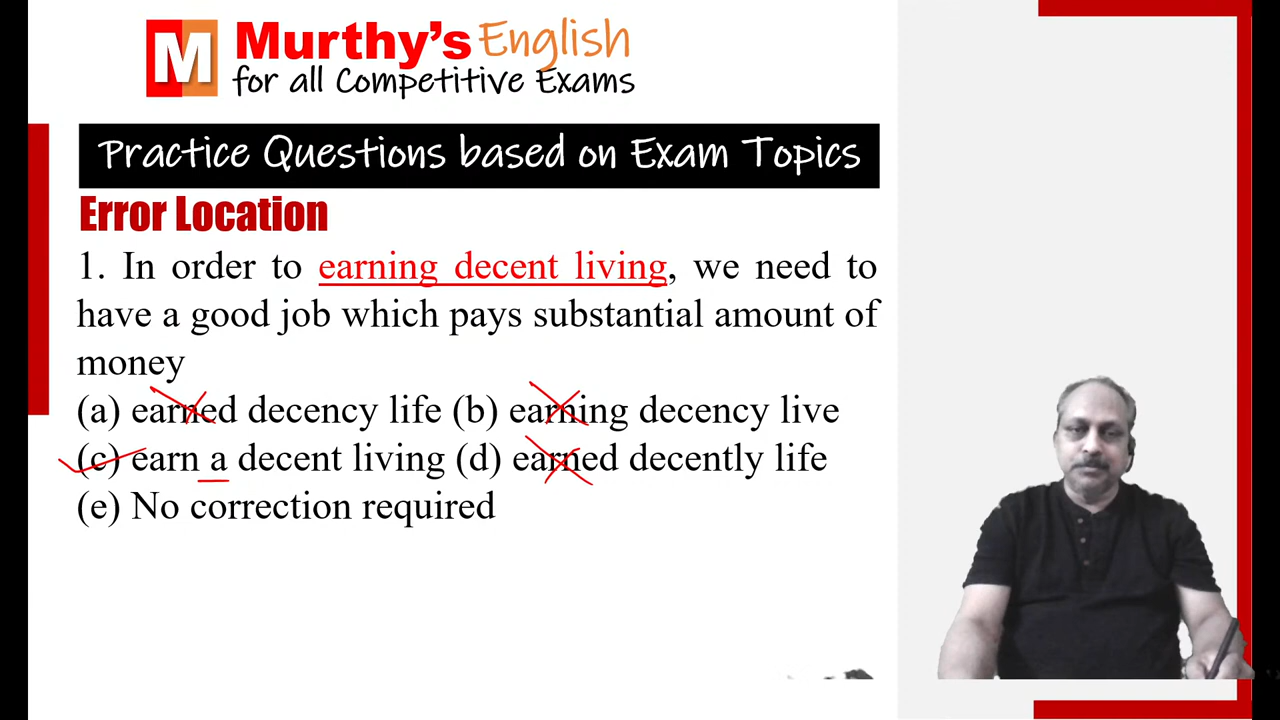 M Murthy's English
for all Competitive Exams
Practice Questions based on Exam Topics
Error Location
1. In order to earning decent living, we need to
have a good job which pays substantial amount of
money
(a) earned decency life (b) earning decency live
(c) earn a decent living (d) earned decently life
(e) No correction required